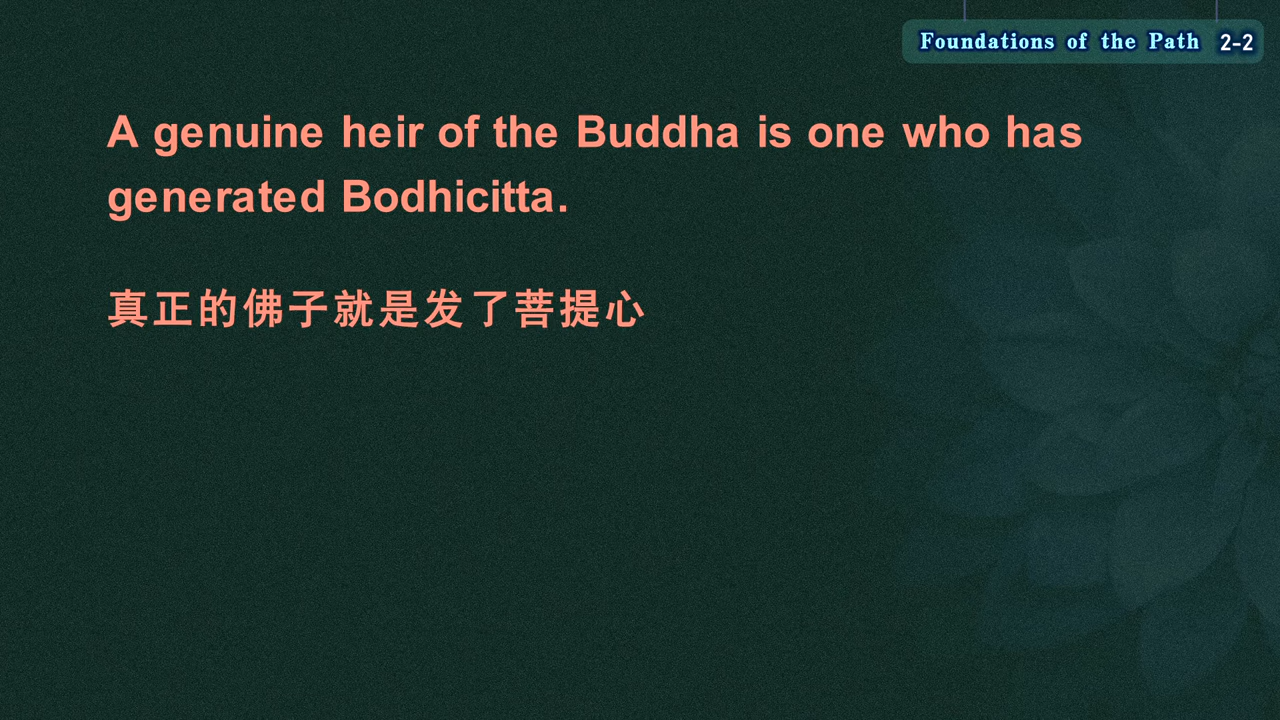 Foundations of the Path 2-2
A genuine heir of the Buddha is one who has
generated Bodhicitta.
真正的佛子就是发了菩提心